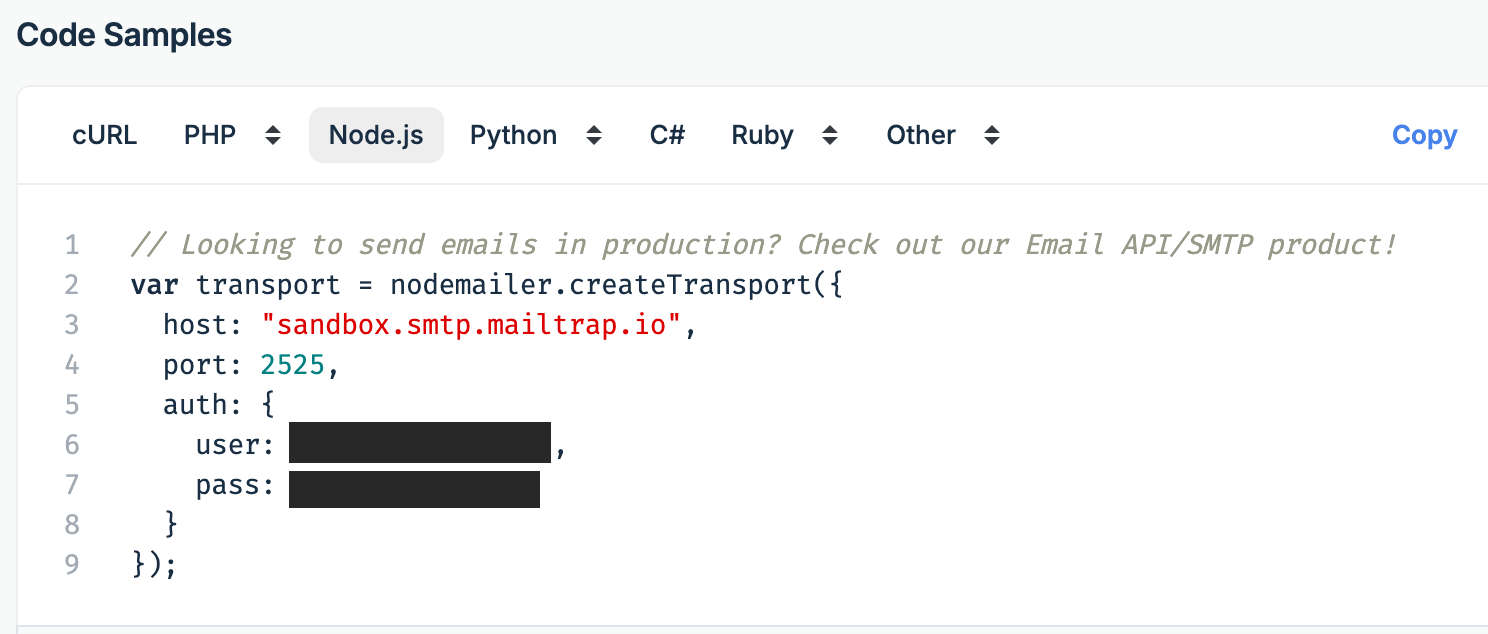 Code Samples
cURL PHP Node.js Python C# Ruby Other Copy
1 // Looking to send emails in production? Check out our Email API/SMTP product!
2 var transport = nodemailer.createTransport({
3 host: "sandbox.smtp.mailtrap.io",
4 port: 2525,
5 auth: {
6 user: ,
7 pass:
8 }
9 });